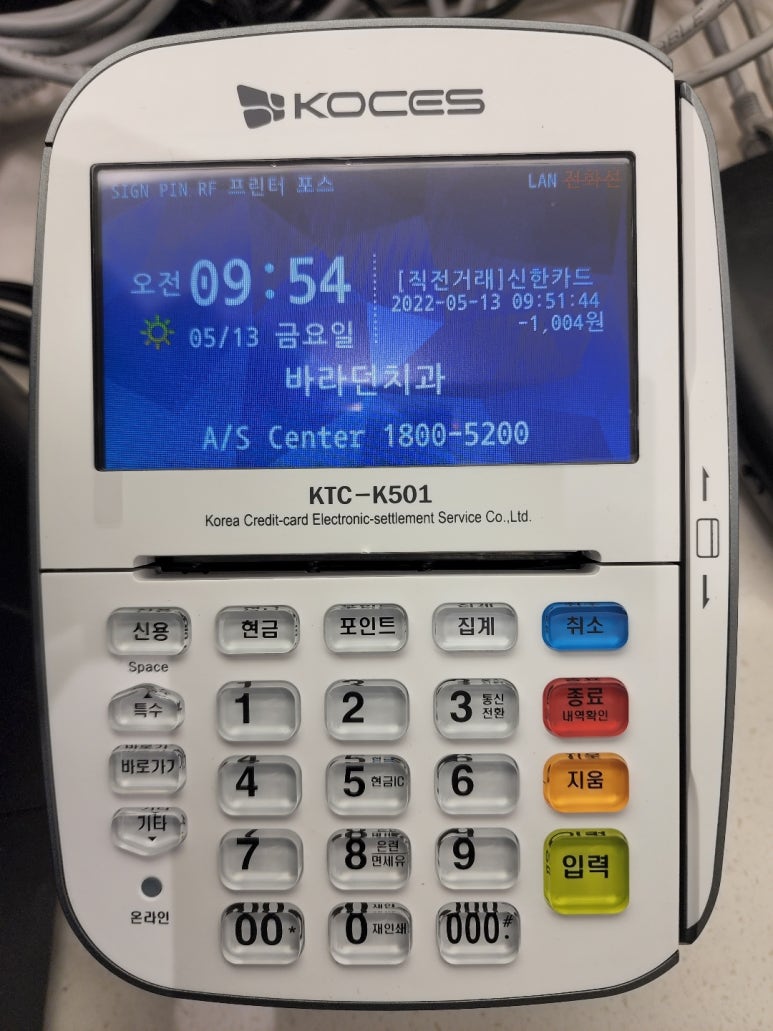 KOCES
SIGN PIN RF 프린터 포스
LAN 전화선
오전 09:54
05/13 금요일
[직전거래]신한카드
2022-05-13 09:51:44
-1,004원
바라던치과
A/S Center 1800-5200
KTC-K501
Korea Credit-card Electronic-settlement Service Co.,Ltd.
신용 현금 포인트 집계 취소
Space
특수 1 2 3 통신전환 종료 내역확인
바로가기 4 5 현금IC 6 지움
기타 7 8 은련 면세유 9 입력
온라인 00 * 0 재인쇄 000 . #